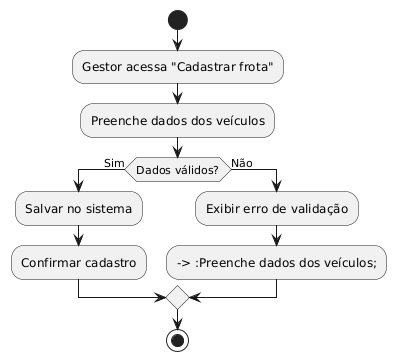 Gestor acessa "Cadastrar frota"
Preenche dados dos veículos
Sim
Dados válidos?
Não
Salvar no sistema
Exibir erro de validação
Confirmar cadastro
-> :Preenche dados dos veículos;